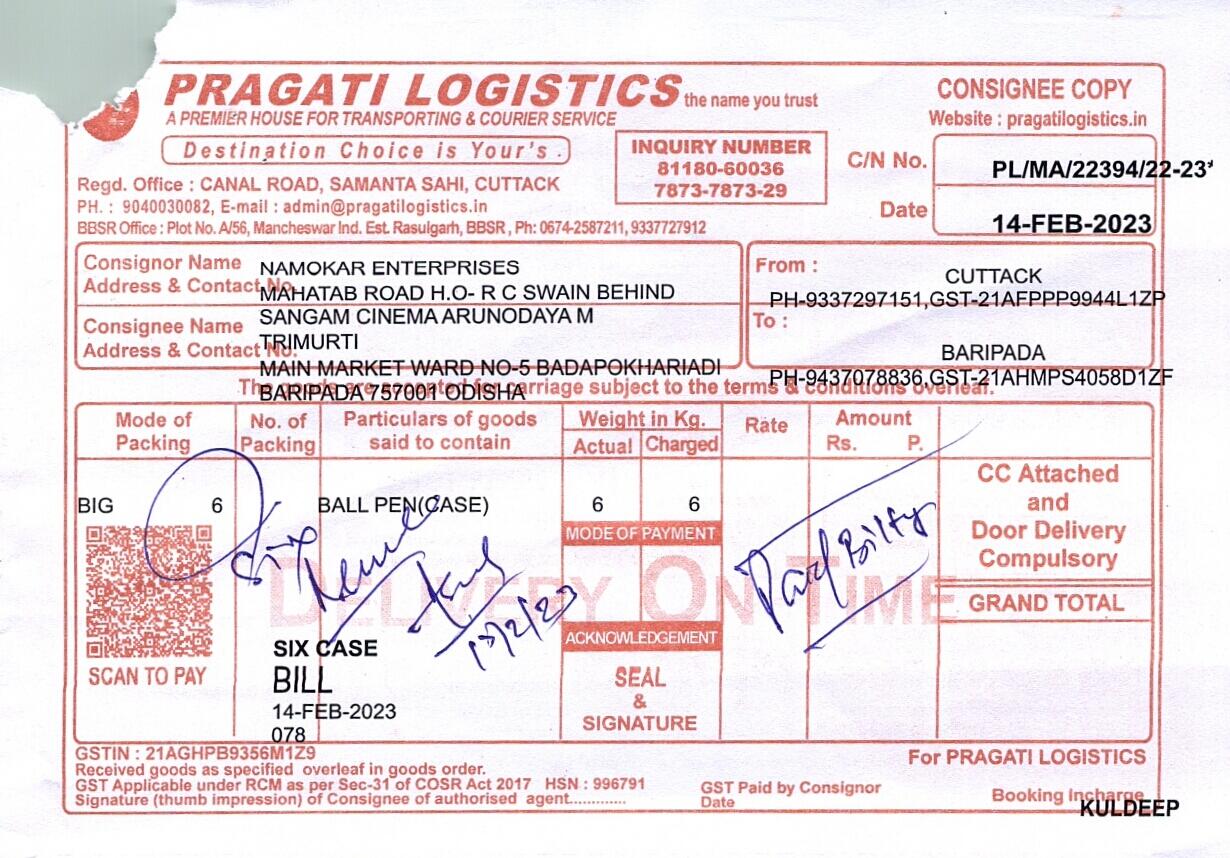 PRAGATI LOGISTICS the name you trust
A PREMIER HOUSE FOR TRANSPORTING & COURIER SERVICE
Destination Choice is Your's .
CONSIGNEE COPY
Website : pragatilogistics.in
INQUIRY NUMBER
81180-60036
7873-7873-29
C/N No. PL/MA/22394/22-23
Date 14-FEB-2023
Regd. Office : CANAL ROAD, SAMANTA SAHI, CUTTACK
PH. : 9040030082, E-mail : admin@pragatilogistics.in
BBSR Office : Plot No. A/56, Mancheswar Ind. Est. Rasulgarh, BBSR , Ph: 0674-2587211, 9337727912
Consignor Name NAMOKAR ENTERPRISES
Address & Contact No. MAHATAB ROAD H.O- R C SWAIN BEHIND
SANGAM CINEMA ARUNODAYA M
From : CUTTACK
PH-9337297151,GST-21AFPPP9944L1ZP
Consignee Name TRIMURTI
Address & Contact No. MAIN MARKET WARD NO-5 BADAPOKHARIADI
BARIPADA 757001 ODISHA
To : BARIPADA
PH-9437078836,GST-21AHMPS4058D1ZF
The goods are accepted for carriage subject to the terms & conditions overleaf.
Mode of Packing No. of Packing Particulars of goods said to contain Weight in Kg. Actual Charged Rate Amount Rs. P.
BIG 6 BALL PEN(CASE) 6 6
CC Attached
and
Door Delivery
Compulsory
GRAND TOTAL
MODE OF PAYMENT
DELIVERY ON TIME
Six
Paid Bilty
ACKNOWLEDGEMENT
SEAL
&
SIGNATURE
SCAN TO PAY
SIX CASE
BILL
14-FEB-2023
078
GSTIN : 21AGHPB9356M1Z9
Received goods as specified overleaf in goods order.
GST Applicable under RCM as per Sec-31 of COSR Act 2017 HSN : 996791
Signature (thumb impression) of Consignee of authorised agent.............
GST Paid by Consignor
Date
For PRAGATI LOGISTICS
Booking Incharge
KULDEEP